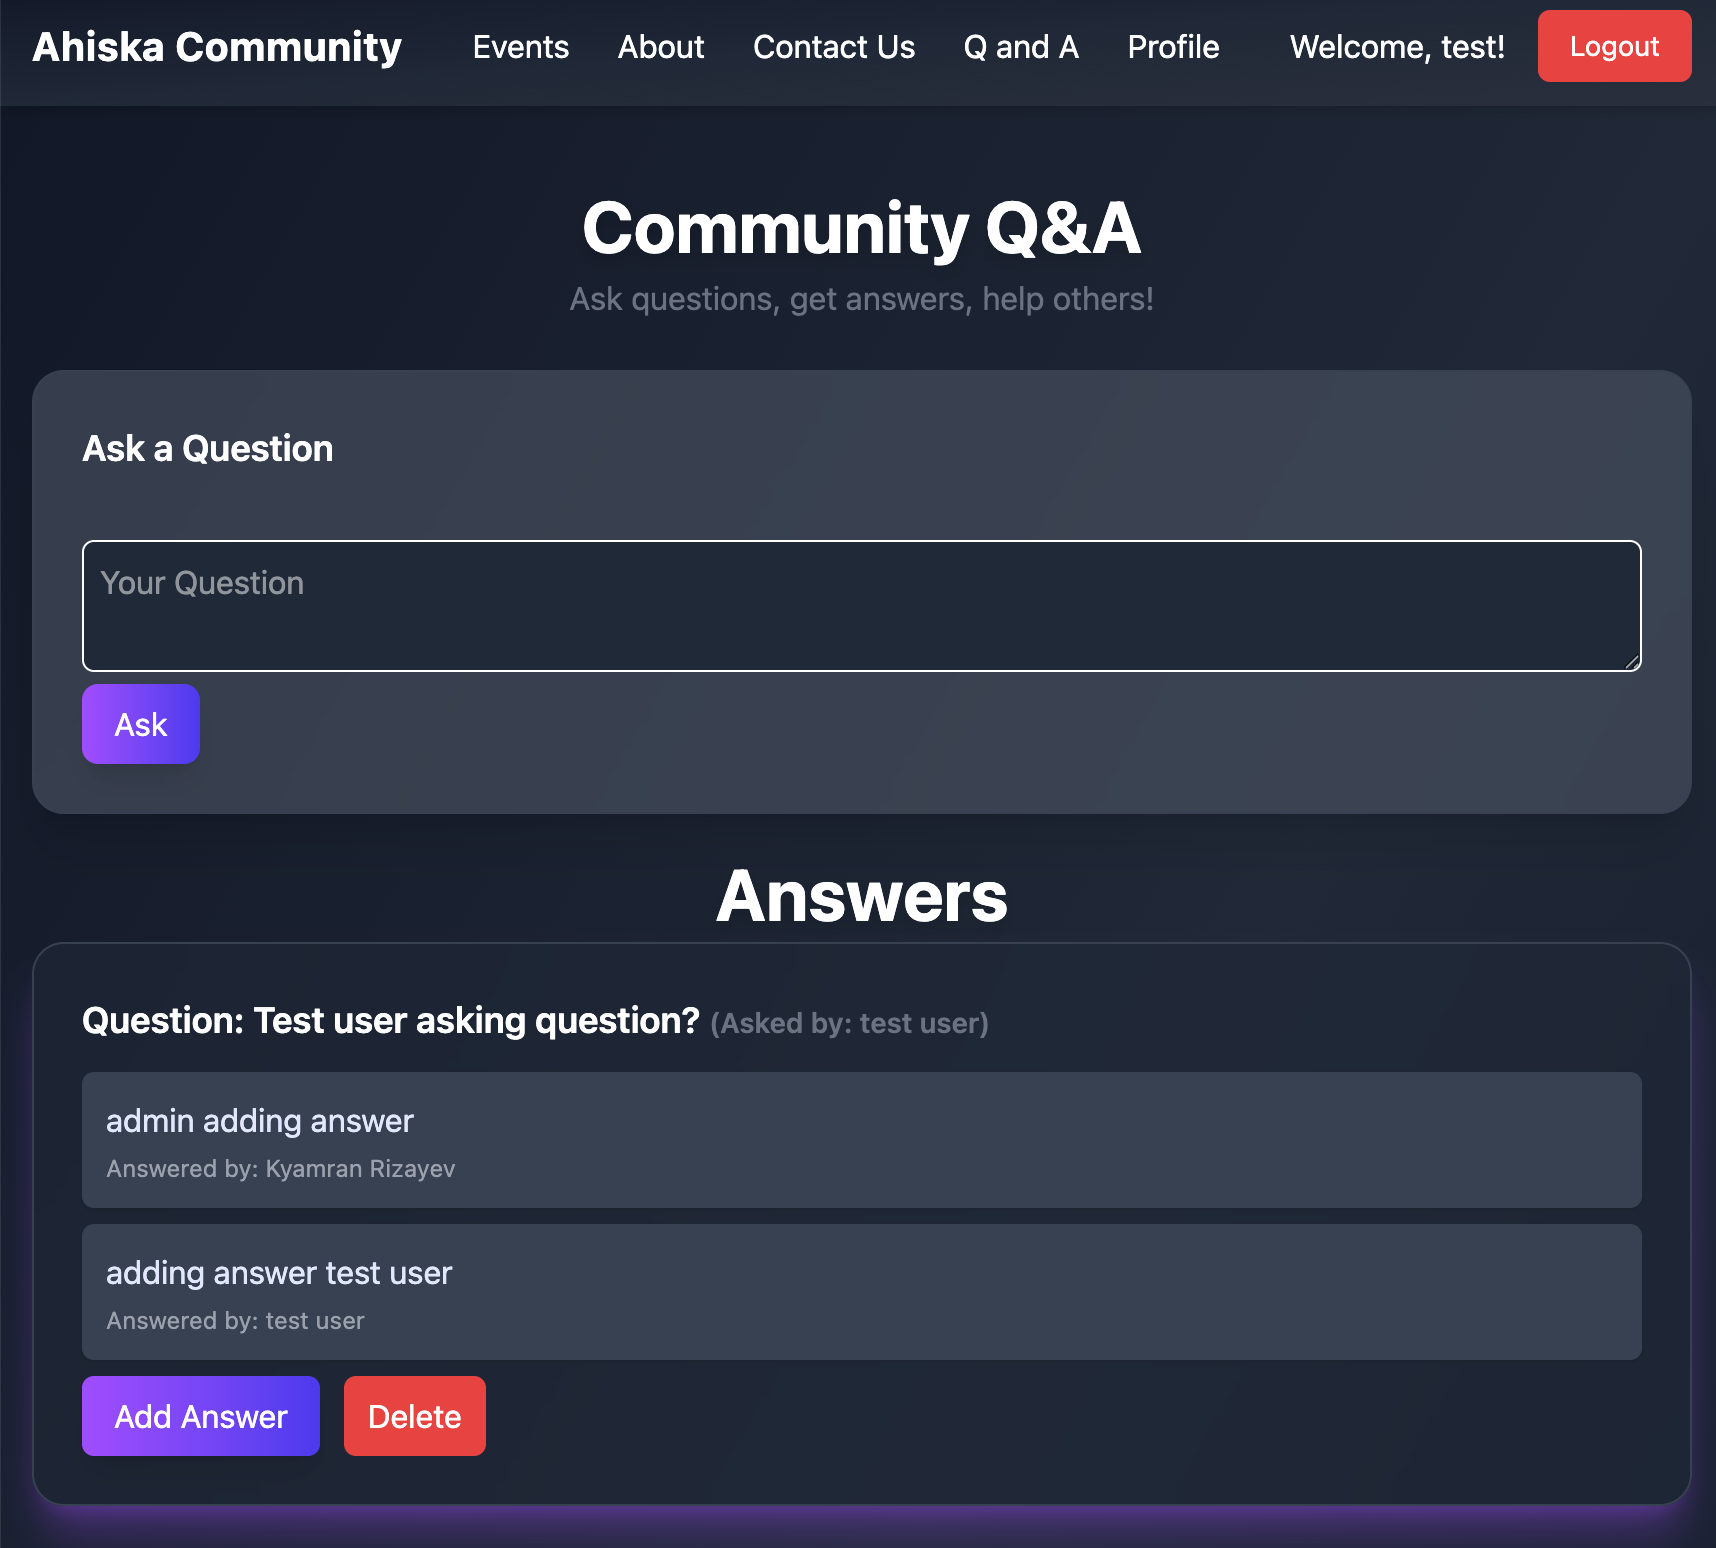 Ahiska Community Events About Contact Us Q and A Profile Welcome, test! Logout
Community Q&A
Ask questions, get answers, help others!
Ask a Question
Your Question
Ask
Answers
Question: Test user asking question? (Asked by: test user)
admin adding answer
Answered by: Kyamran Rizayev
adding answer test user
Answered by: test user
Add Answer Delete